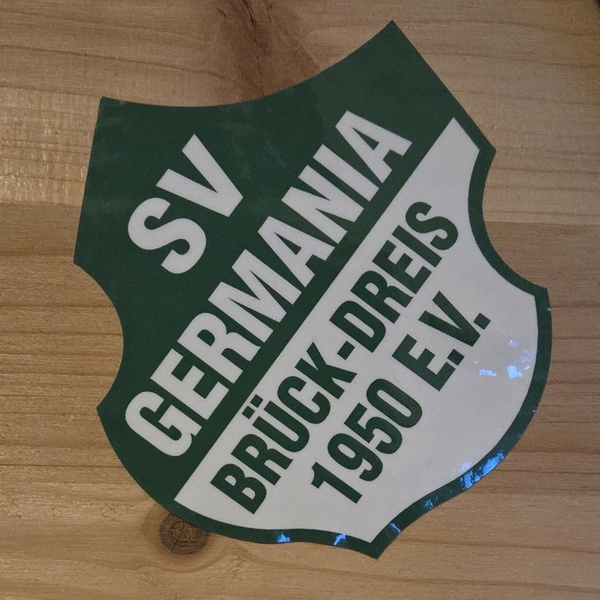 SV
GERMANIA
BRÜCK-DREIS
1950 E.V.